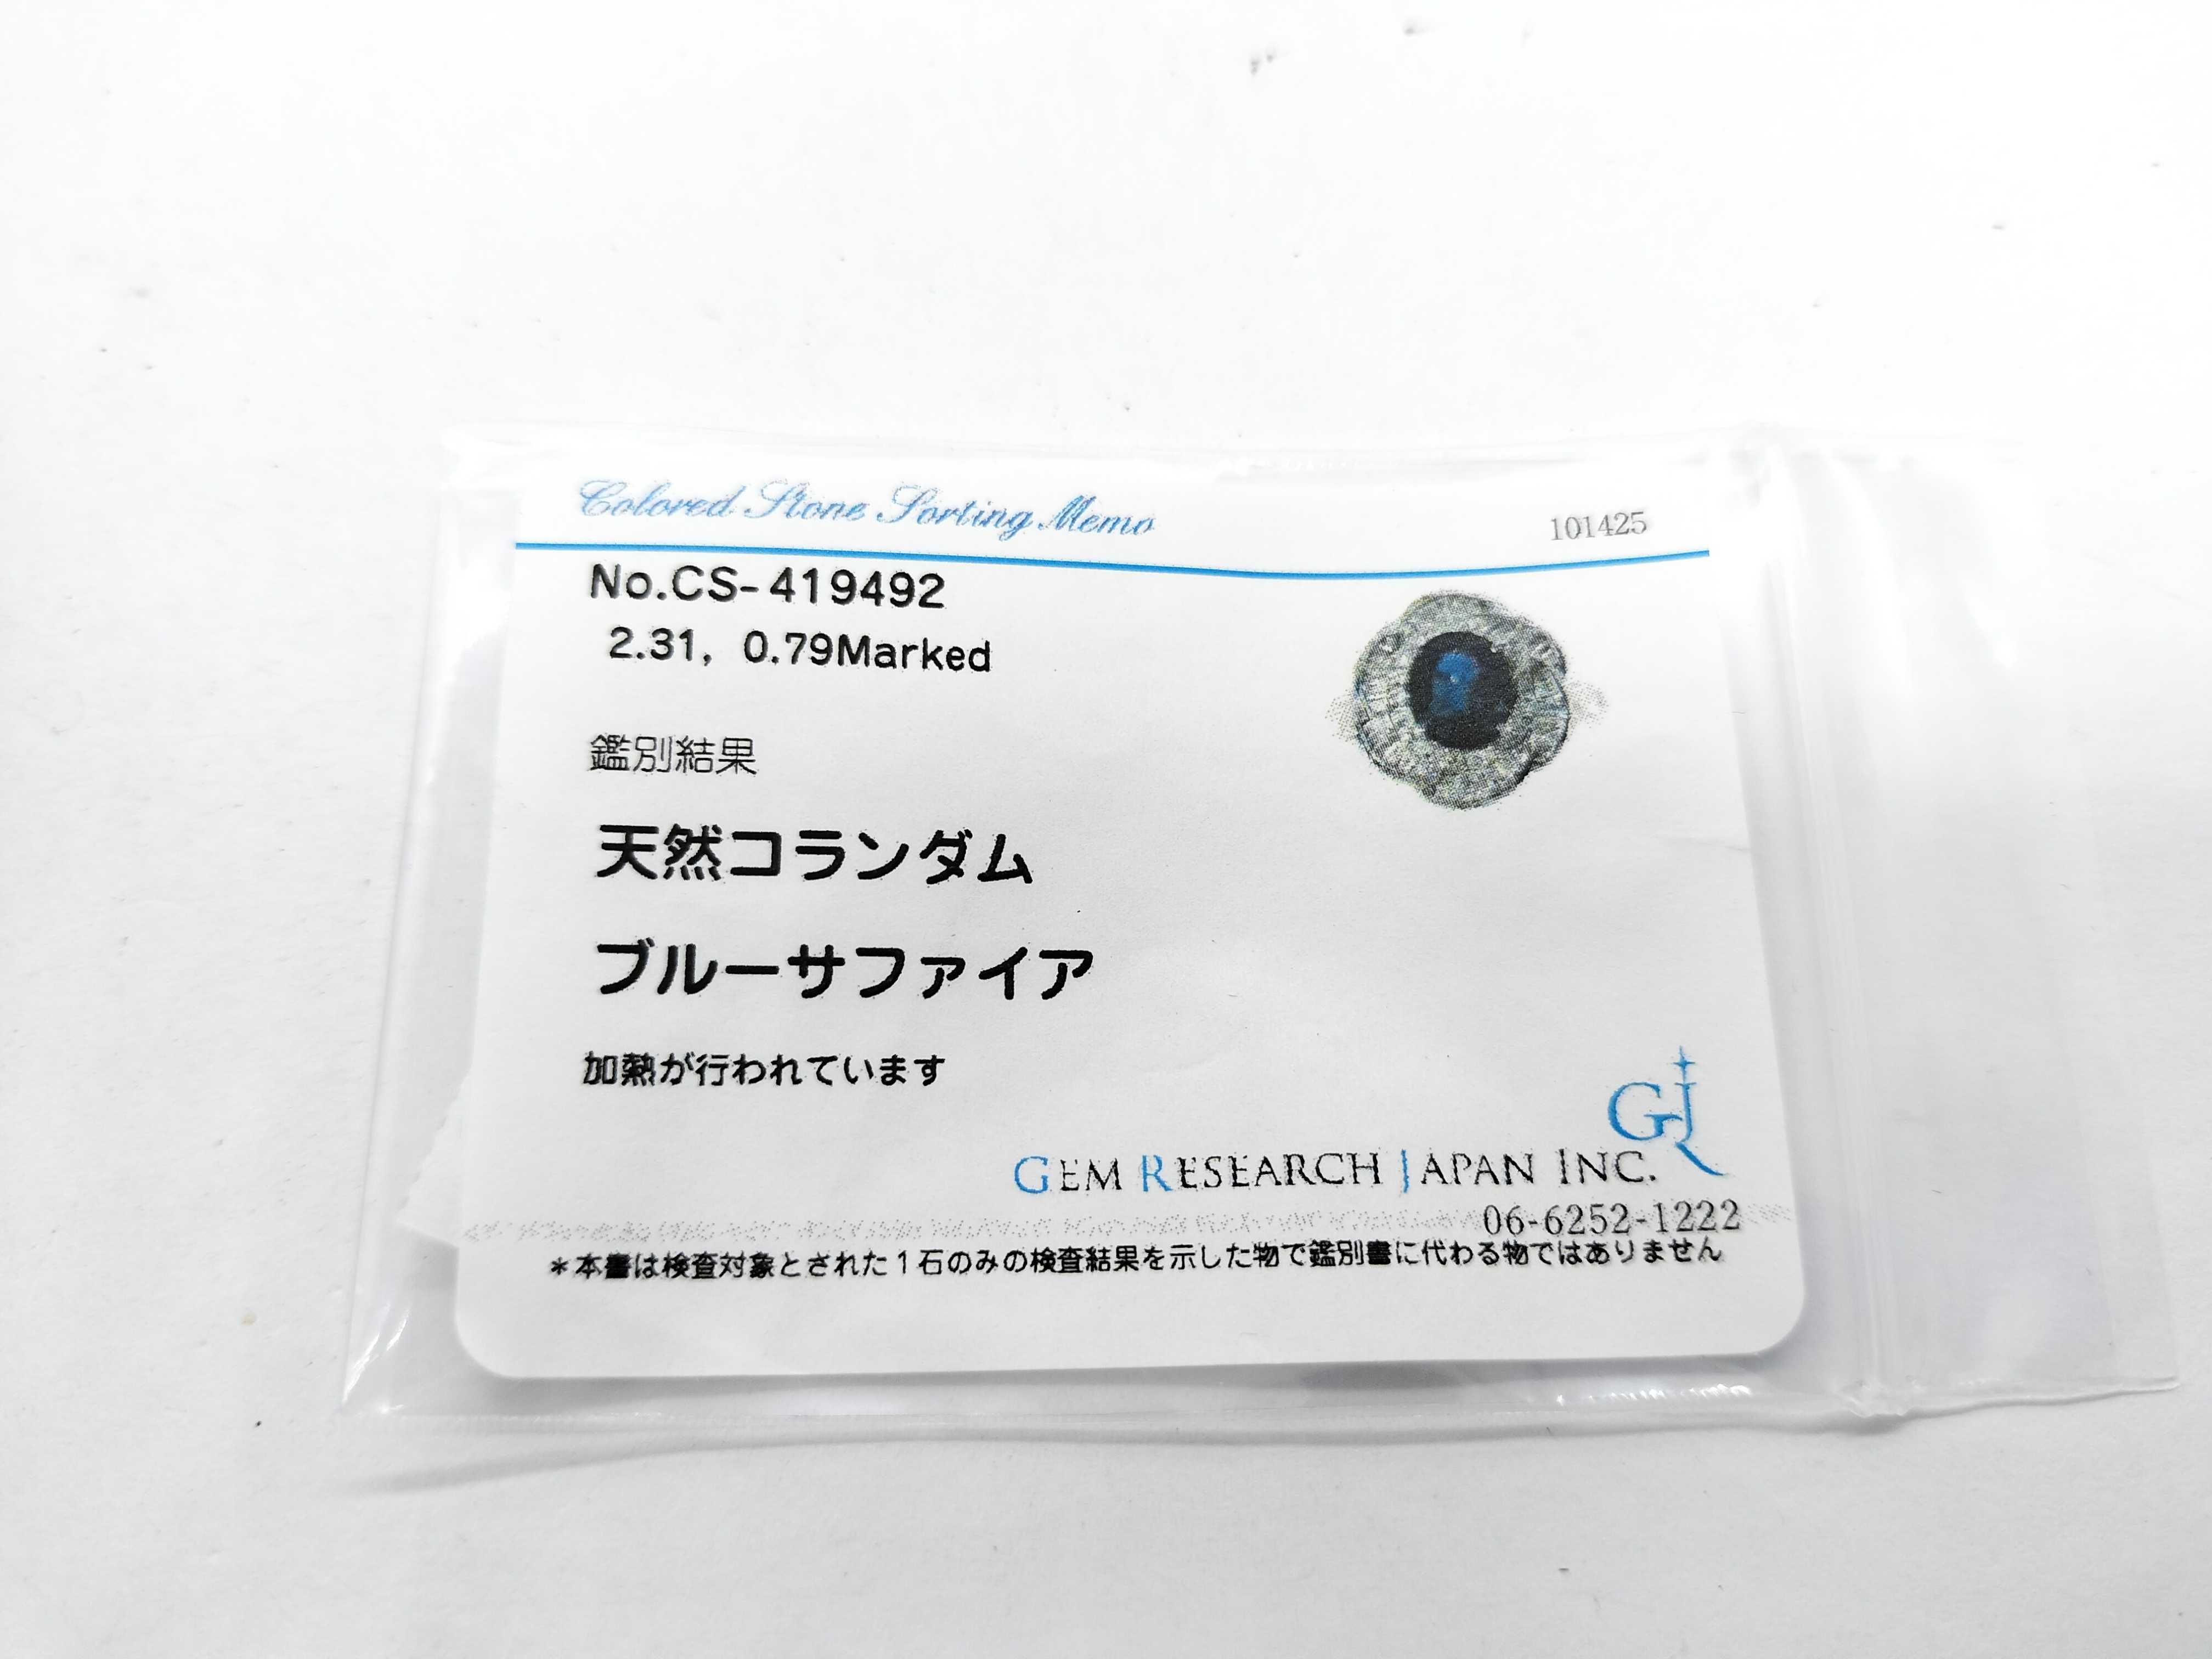 Colored Stone Sorting Memo
101425
No.CS-419492
2.31, 0.79Marked
鑑別結果
天然コランダム
ブルーサファイア
加熱が行われています
GEM RESEARCH JAPAN INC.
06-6252-1222
*本書は検査対象とされた1石のみの検査結果を示した物で鑑別書に代わる物ではありません